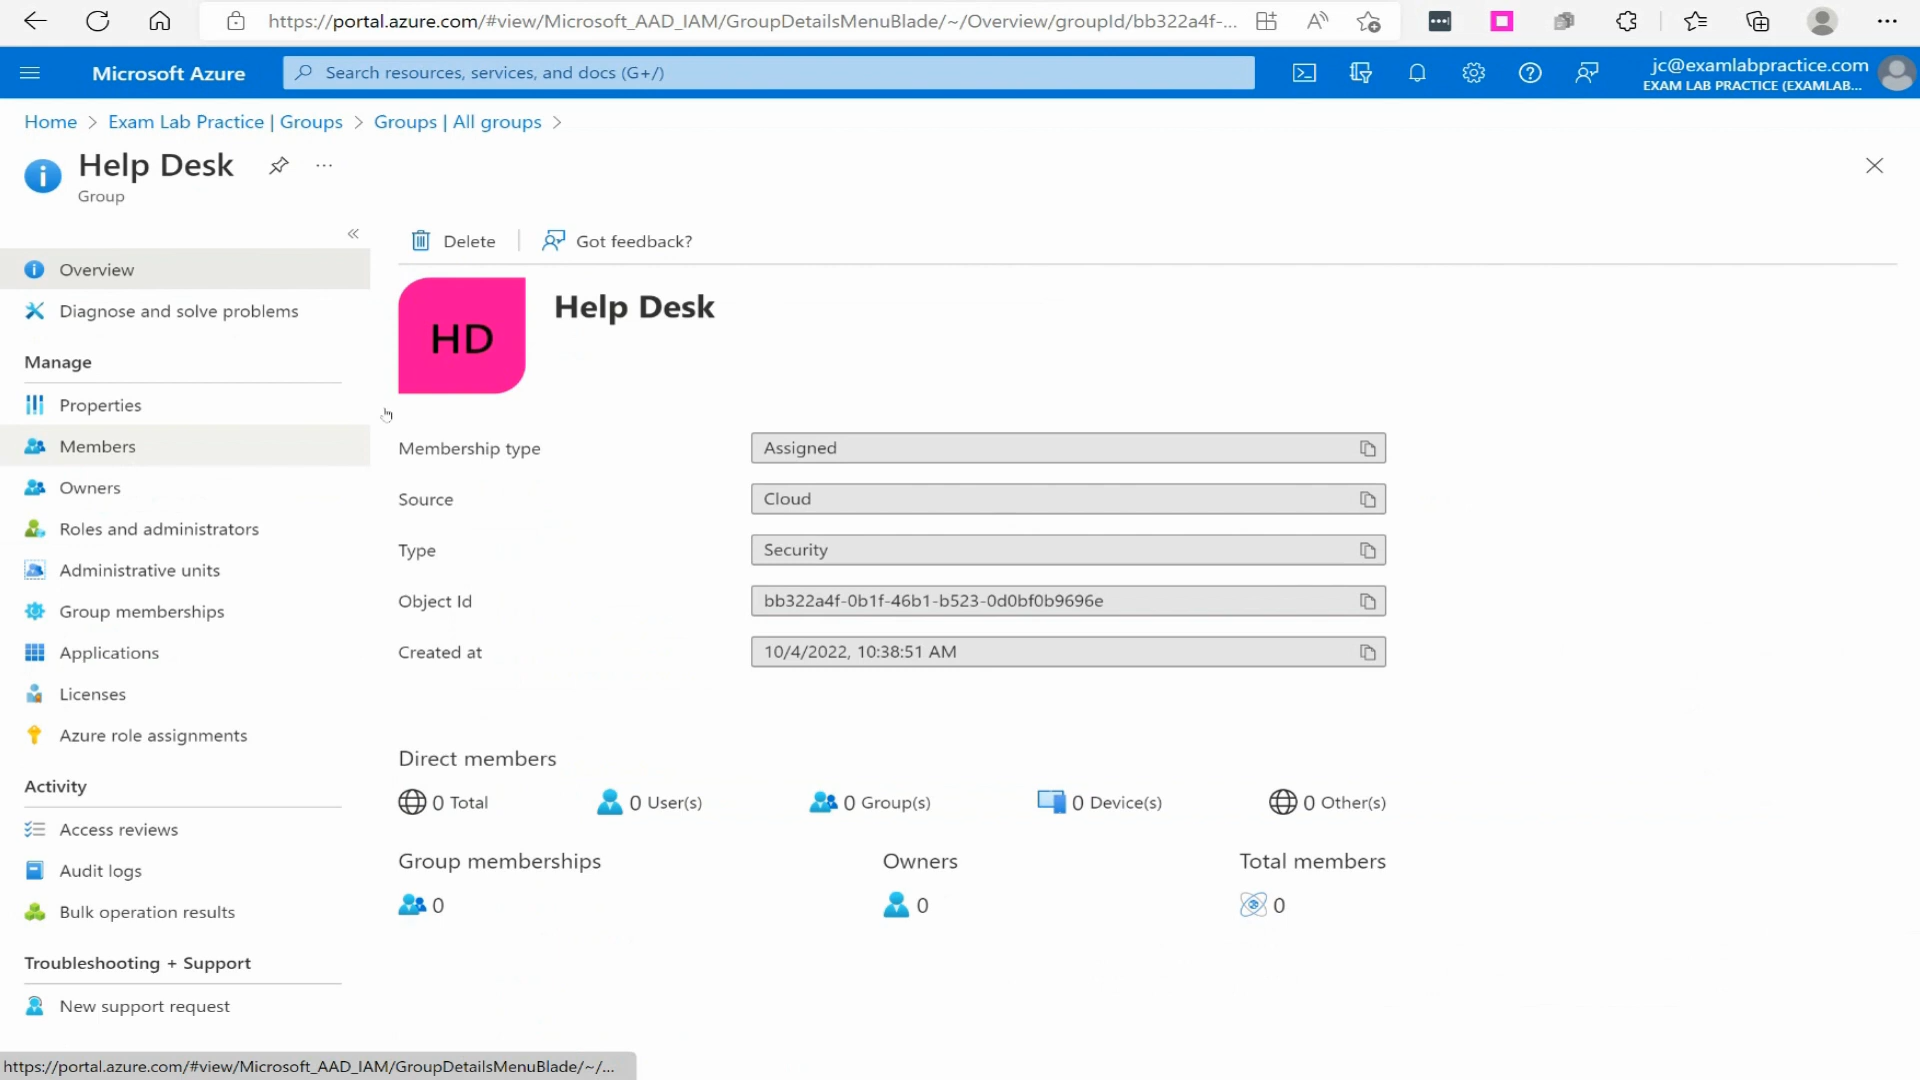 https://portal.azure.com/#view/Microsoft_AAD_IAM/GroupDetailsMenuBlade/~/Overview/groupId/bb322a4f-...
Microsoft Azure
Search resources, services, and docs (G+/)
jc@examlabpractice.com
EXAM LAB PRACTICE (EXAMLAB...
Home > Exam Lab Practice | Groups > Groups | All groups >
Help Desk
Group
Overview
Diagnose and solve problems
Manage
Properties
Members
Owners
Roles and administrators
Administrative units
Group memberships
Applications
Licenses
Azure role assignments
Activity
Access reviews
Audit logs
Bulk operation results
Troubleshooting + Support
New support request
Delete
Got feedback?
HD
Help Desk
Membership type Assigned
Source Cloud
Type Security
Object Id bb322a4f-0b1f-46b1-b523-0d0bf0b9696e
Created at 10/4/2022, 10:38:51 AM
Direct members
0 Total 0 User(s) 0 Group(s) 0 Device(s) 0 Other(s)
Group memberships Owners Total members
0 0 0
https://portal.azure.com/#view/Microsoft_AAD_IAM/GroupDetailsMenuBlade/~/...